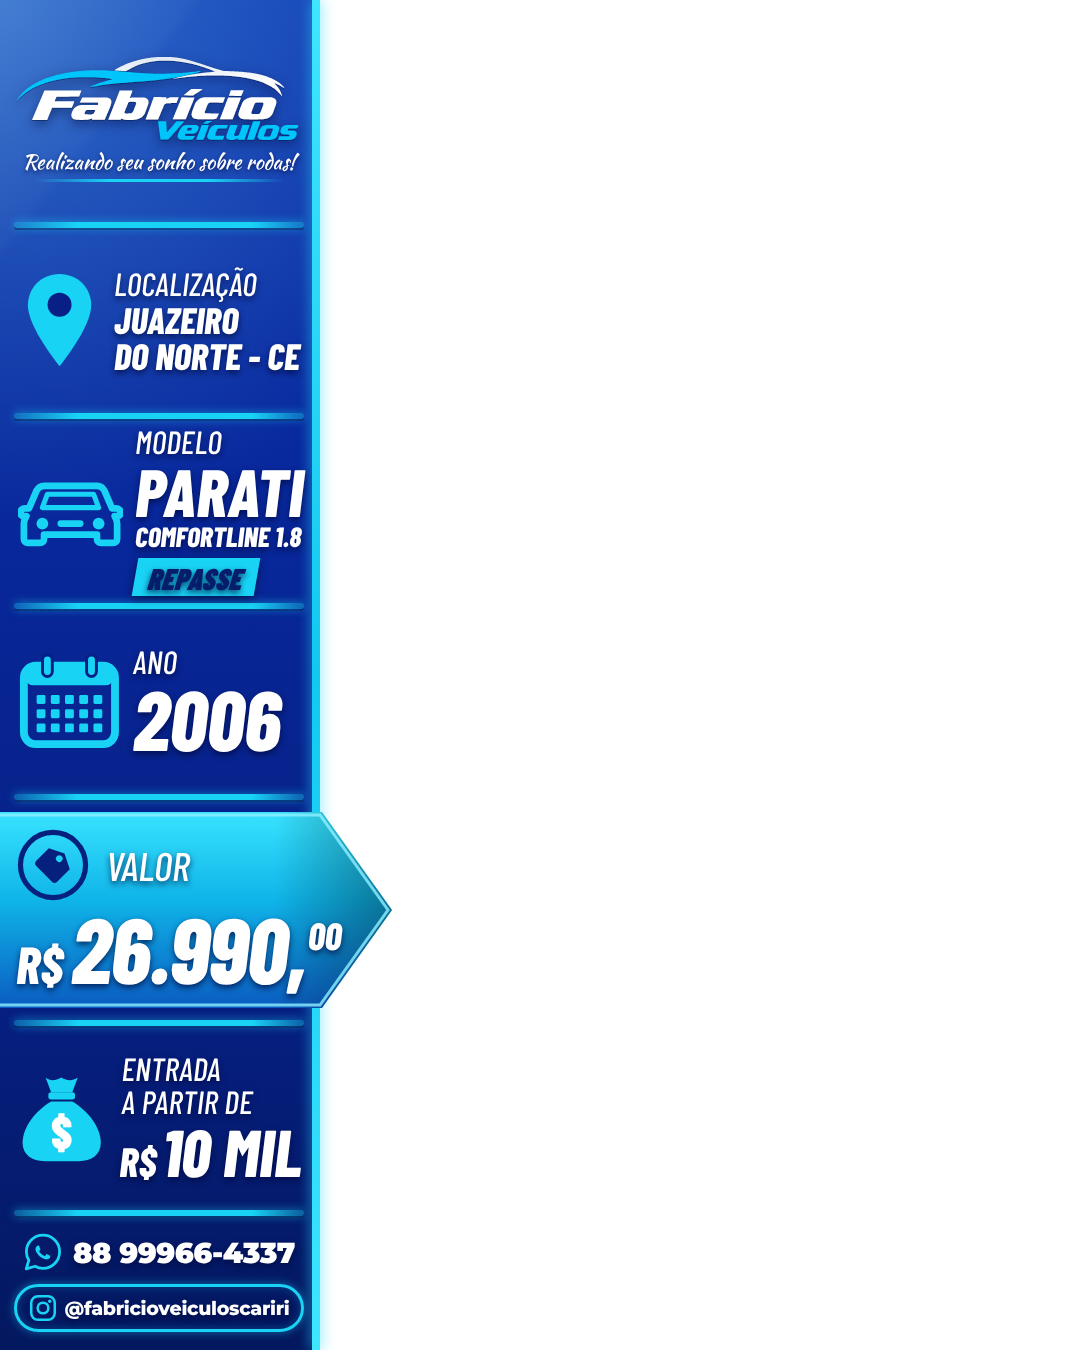 Fabrício
Veículos
Realizando seu sonho sobre rodas!
LOCALIZAÇÃO
JUAZEIRO
DO NORTE - CE
MODELO
PARATI
COMFORTLINE 1.8
REPASSE
ANO
2006
VALOR
R$ 26.990,00
ENTRADA
A PARTIR DE
$
R$ 10 MIL
88 99966-4337
@fabricioveiculoscariri